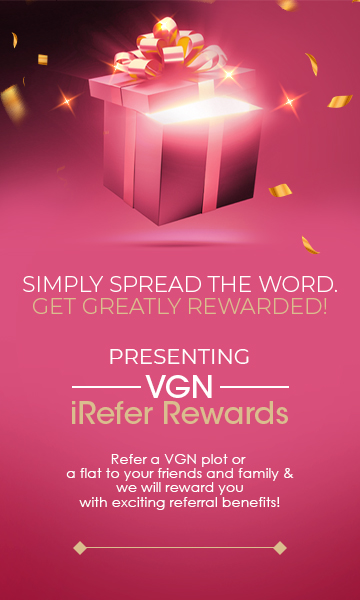 SIMPLY SPREAD THE WORD.
GET GREATLY REWARDED!
PRESENTING
VGN
iRefer Rewards
Refer a VGN plot or
a flat to your friends and family &
we will reward you
with exciting referral benefits!